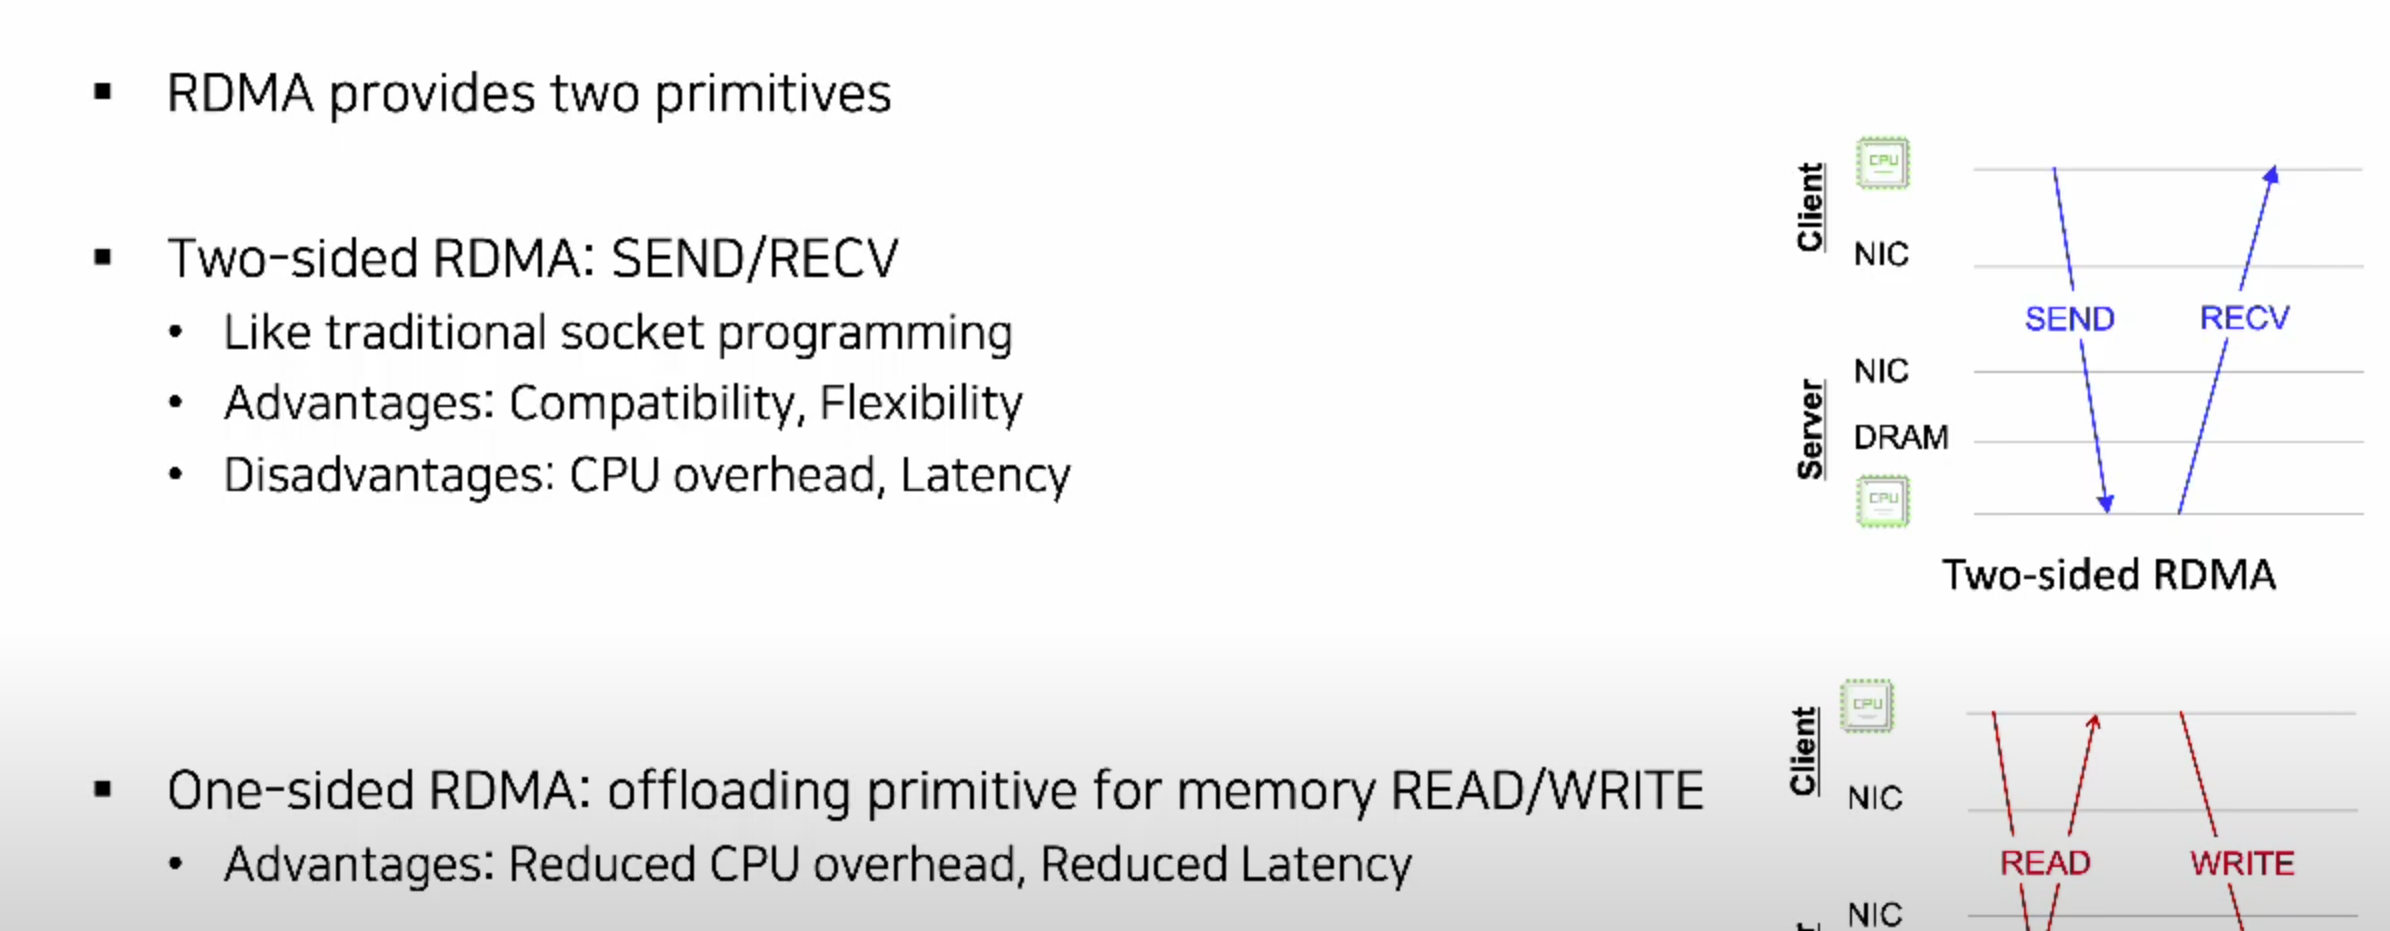 RDMA provides two primitives
Two-sided RDMA: SEND/RECV
Like traditional socket programming
Advantages: Compatibility, Flexibility
Disadvantages: CPU overhead, Latency
One-sided RDMA: offloading primitive for memory READ/WRITE
Advantages: Reduced CPU overhead, Reduced Latency
Client
CPU
NIC
SEND RECV
Server
NIC
DRAM
CPU
Two-sided RDMA
Client
CPU
NIC
READ WRITE
NIC